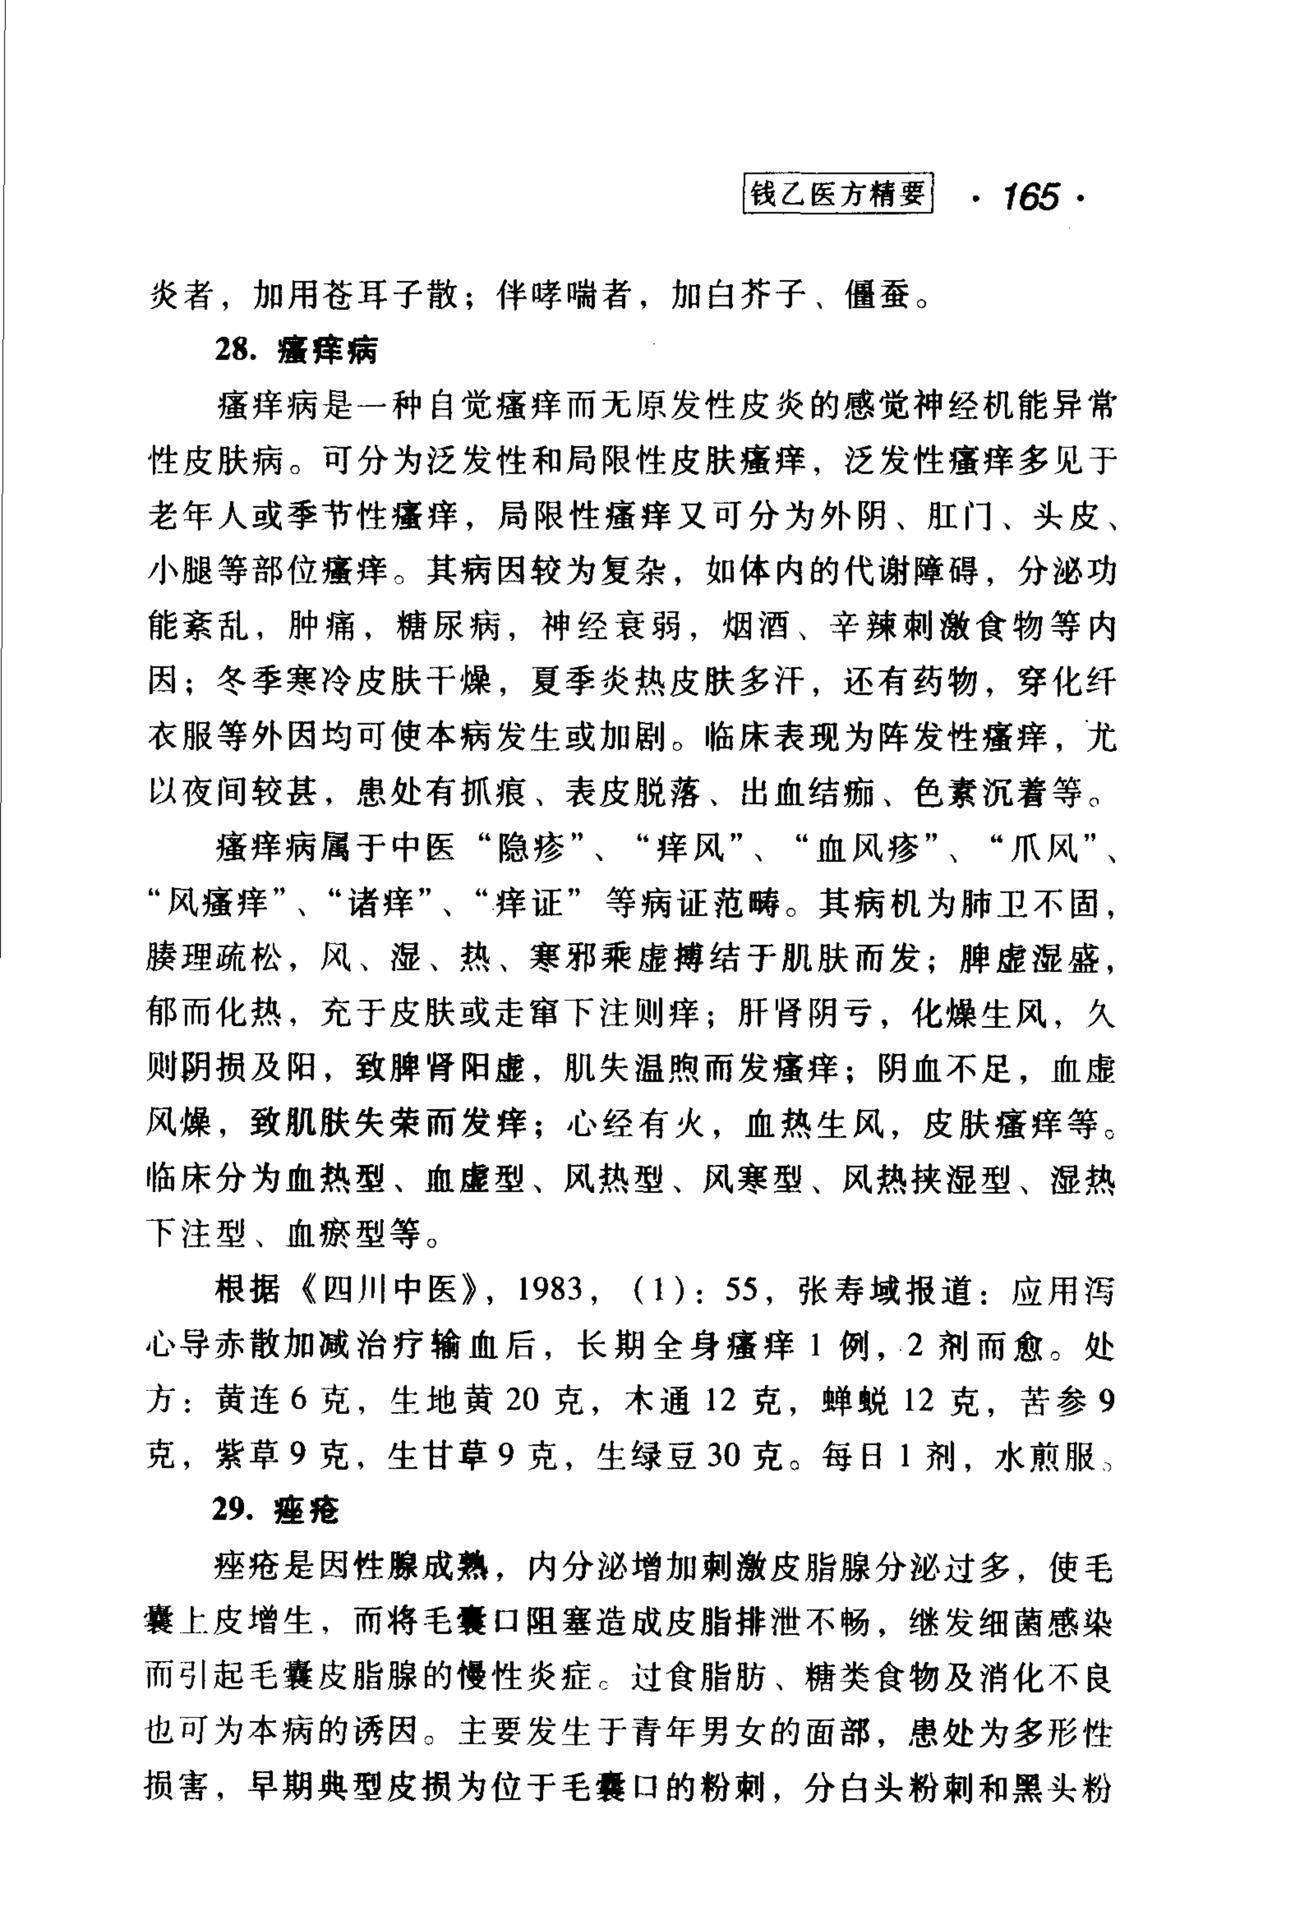 钱乙医方精要 ·165·
炎者，加用苍耳子散；伴哮喘者，加白芥子、僵蚕。
28. 瘙痒病
瘙痒病是一种自觉瘙痒而无原发性皮炎的感觉神经机能异常
性皮肤病。可分为泛发性和局限性皮肤瘙痒，泛发性瘙痒多见于
老年人或季节性瘙痒，局限性瘙痒又可分为外阴、肛门、头皮、
小腿等部位瘙痒。其病因较为复杂，如体内的代谢障碍，分泌功
能紊乱，肿痛，糖尿病，神经衰弱，烟酒、辛辣刺激食物等内
因；冬季寒冷皮肤干燥，夏季炎热皮肤多汗，还有药物，穿化纤
衣服等外因均可使本病发生或加剧。临床表现为阵发性瘙痒，尤
以夜间较甚，患处有抓痕、表皮脱落、出血结痂、色素沉着等。
瘙痒病属于中医“隐疹”、“痒风”、“血风疹”、“爪风”、
“风瘙痒”、“诸痒”、“痒证”等病证范畴。其病机为肺卫不固，
腠理疏松，风、湿、热、寒邪乘虚搏结于肌肤而发；脾虚湿盛，
郁而化热，充于皮肤或走窜下注则痒；肝肾阴亏，化燥生风，久
则阴损及阳，致脾肾阳虚，肌失温煦而发瘙痒；阴血不足，血虚
风燥，致肌肤失荣而发痒；心经有火，血热生风，皮肤瘙痒等。
临床分为血热型、血虚型、风热型、风寒型、风热挟湿型、湿热
下注型、血瘀型等。
根据《四川中医》，1983，（1）：55，张寿域报道：应用泻
心导赤散加减治疗输血后，长期全身瘙痒1例，2剂而愈。处
方：黄连6克，生地黄20克，木通12克，蝉蜕12克，苦参9
克，紫草9克，生甘草9克，生绿豆30克。每日1剂，水煎服。
29. 痤疮
痤疮是因性腺成熟，内分泌增加刺激皮脂腺分泌过多，使毛
囊上皮增生，而将毛囊口阻塞造成皮脂排泄不畅，继发细菌感染
而引起毛囊皮脂腺的慢性炎症。过食脂肪、糖类食物及消化不良
也可为本病的诱因。主要发生于青年男女的面部，患处为多形性
损害，早期典型皮损为位于毛囊口的粉刺，分白头粉刺和黑头粉